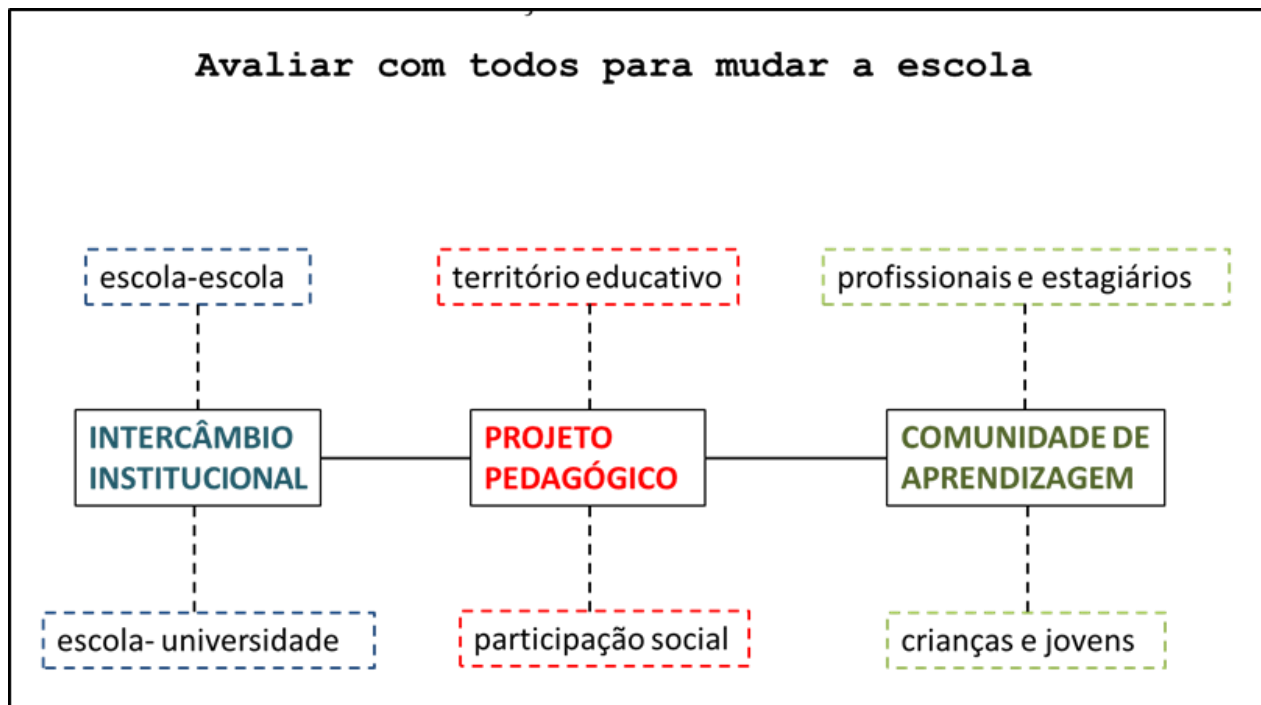 Avaliar com todos para mudar a escola
escola-escola
território educativo
profissionais e estagiários
INTERCÂMBIO
INSTITUCIONAL
PROJETO
PEDAGÓGICO
COMUNIDADE DE
APRENDIZAGEM
escola- universidade
participação social
crianças e jovens